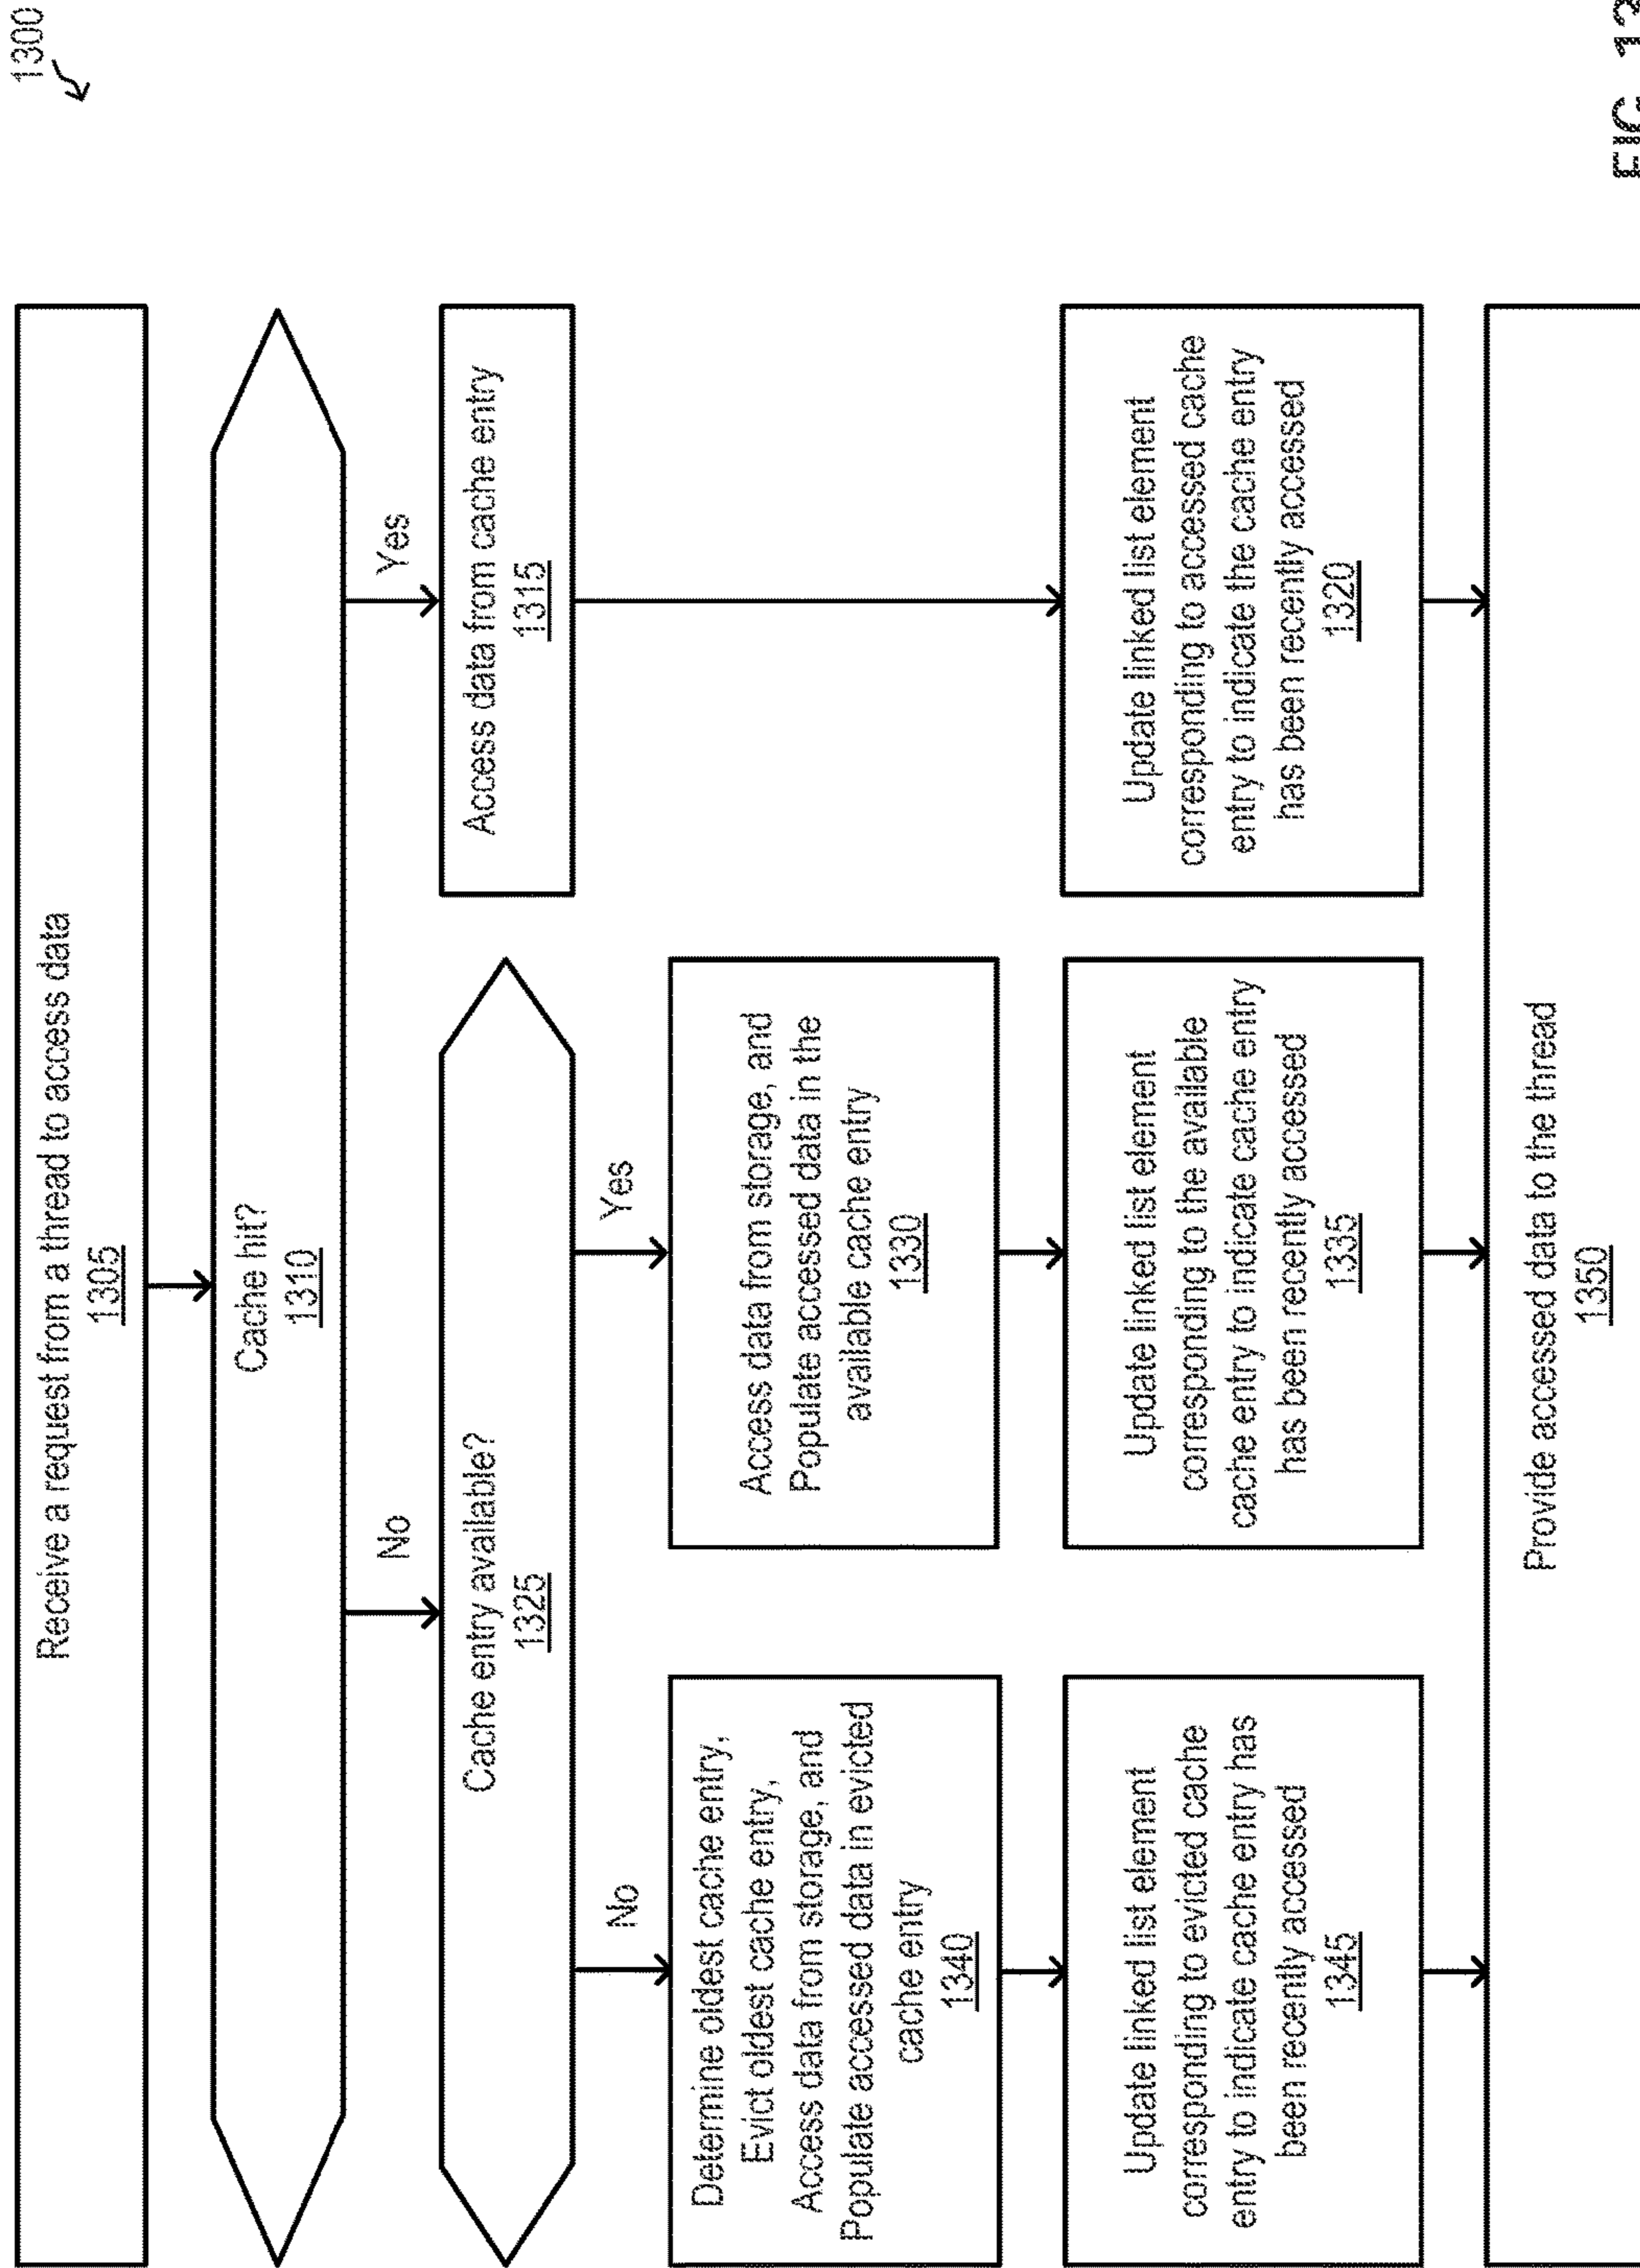 1300
Receive a request from a thread to access data
1305
Cache hit?
1310
No
Yes
Cache entry available?
1325
Access data from cache entry
1315
No
Yes
Determine oldest cache entry,
Evict oldest cache entry,
Access data from storage, and
Populate accessed data in evicted
cache entry
1340
Access data from storage, and
Populate accessed data in the
available cache entry
1330
Update linked list element
corresponding to evicted cache
entry to indicate cache entry has
been recently accessed
1345
Update linked list element
corresponding to the available
cache entry to indicate cache entry
has been recently accessed
1335
Update linked list element
corresponding to accessed cache
entry to indicate the cache entry
has been recently accessed
1320
Provide accessed data to the thread
1350
FIG. 13